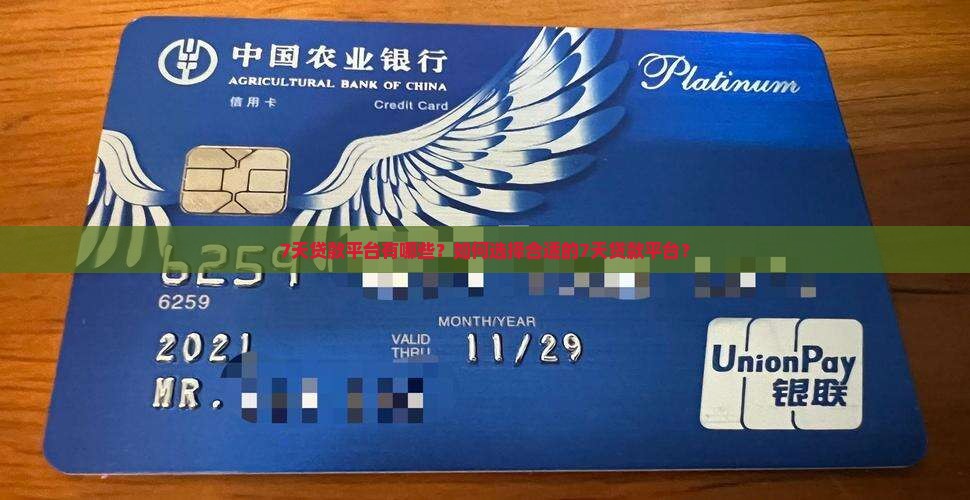 中国农业银行
AGRICULTURAL BANK OF CHINA
信用卡 Credit Card
Platinum
7天贷款平台有哪些？如何选择合适的7天贷款平台？
6259
6259
MONTH/YEAR
2021 VALID THRU 11/29
MR.
UnionPay
银联